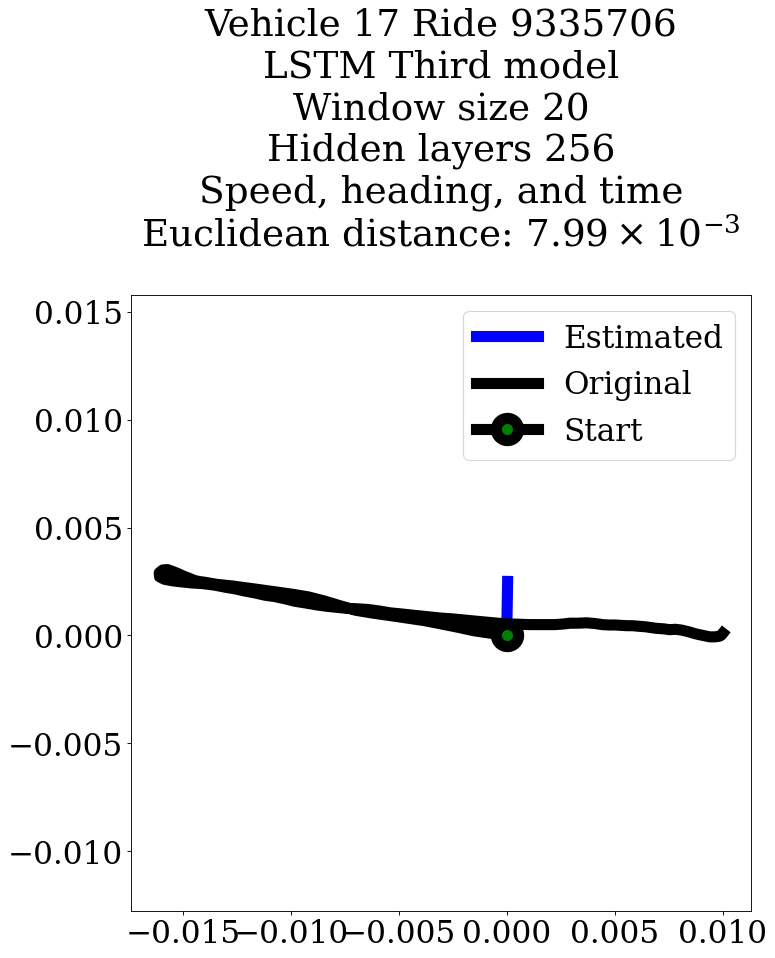 Vehicle 17 Ride 9335706
LSTM Third model
Window size 20
Hidden layers 256
Speed, heading, and time
Euclidean distance: 7.99 × 10⁻³
Estimated
Original
Start
0.015
0.010
0.005
0.000
−0.005
−0.010
−0.015 −0.010 −0.005 0.000 0.005 0.010